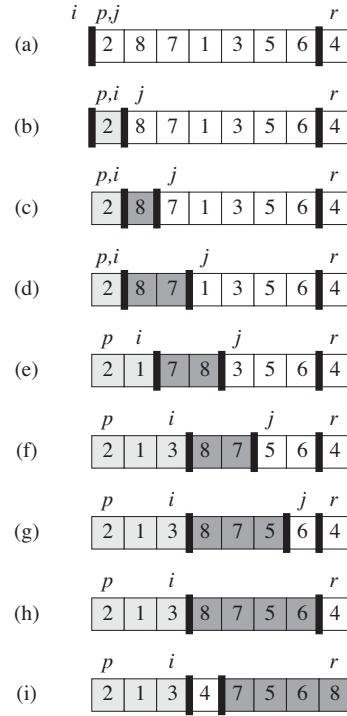 i p,j r
(a) 2 8 7 1 3 5 6 4
p,i j r
(b) 2 8 7 1 3 5 6 4
p,i j r
(c) 2 8 7 1 3 5 6 4
p,i j r
(d) 2 8 7 1 3 5 6 4
p i j r
(e) 2 1 7 8 3 5 6 4
p i j r
(f) 2 1 3 8 7 5 6 4
p i j r
(g) 2 1 3 8 7 5 6 4
p i r
(h) 2 1 3 8 7 5 6 4
p i r
(i) 2 1 3 4 7 5 6 8